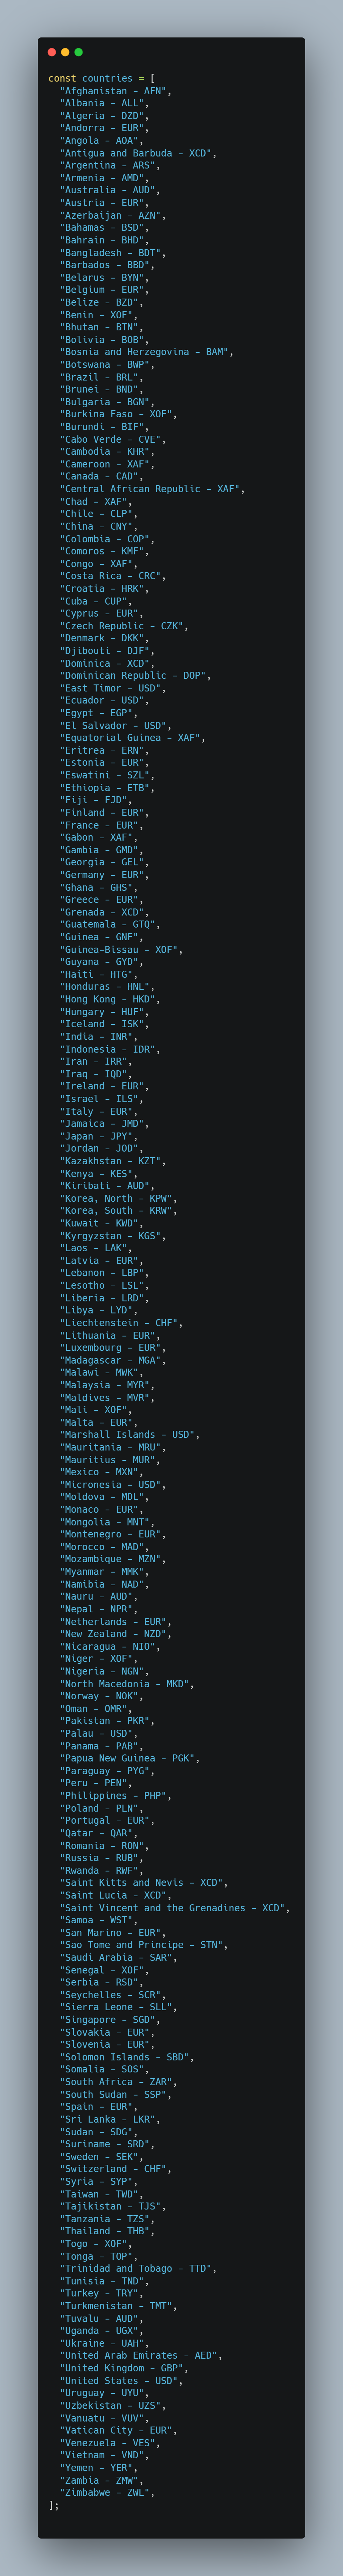 const countries = [
"Afghanistan - AFN",
"Albania - ALL",
"Algeria - DZD",
"Andorra - EUR",
"Angola - AOA",
"Antigua and Barbuda - XCD",
"Argentina - ARS",
"Armenia - AMD",
"Australia - AUD",
"Austria - EUR",
"Azerbaijan - AZN",
"Bahamas - BSD",
"Bahrain - BHD",
"Bangladesh - BDT",
"Barbados - BBD",
"Belarus - BYN",
"Belgium - EUR",
"Belize - BZD",
"Benin - XOF",
"Bhutan - BTN",
"Bolivia - BOB",
"Bosnia and Herzegovina - BAM",
"Botswana - BWP",
"Brazil - BRL",
"Brunei - BND",
"Bulgaria - BGN",
"Burkina Faso - XOF",
"Burundi - BIF",
"Cabo Verde - CVE",
"Cambodia - KHR",
"Cameroon - XAF",
"Canada - CAD",
"Central African Republic - XAF",
"Chad - XAF",
"Chile - CLP",
"China - CNY",
"Colombia - COP",
"Comoros - KMF",
"Congo - XAF",
"Costa Rica - CRC",
"Croatia - HRK",
"Cuba - CUP",
"Cyprus - EUR",
"Czech Republic - CZK",
"Denmark - DKK",
"Djibouti - DJF",
"Dominica - XCD",
"Dominican Republic - DOP",
"East Timor - USD",
"Ecuador - USD",
"Egypt - EGP",
"El Salvador - USD",
"Equatorial Guinea - XAF",
"Eritrea - ERN",
"Estonia - EUR",
"Eswatini - SZL",
"Ethiopia - ETB",
"Fiji - FJD",
"Finland - EUR",
"France - EUR",
"Gabon - XAF",
"Gambia - GMD",
"Georgia - GEL",
"Germany - EUR",
"Ghana - GHS",
"Greece - EUR",
"Grenada - XCD",
"Guatemala - GTQ",
"Guinea - GNF",
"Guinea-Bissau - XOF",
"Guyana - GYD",
"Haiti - HTG",
"Honduras - HNL",
"Hong Kong - HKD",
"Hungary - HUF",
"Iceland - ISK",
"India - INR",
"Indonesia - IDR",
"Iran - IRR",
"Iraq - IQD",
"Ireland - EUR",
"Israel - ILS",
"Italy - EUR",
"Jamaica - JMD",
"Japan - JPY",
"Jordan - JOD",
"Kazakhstan - KZT",
"Kenya - KES",
"Kiribati - AUD",
"Korea, North - KPW",
"Korea, South - KRW",
"Kuwait - KWD",
"Kyrgyzstan - KGS",
"Laos - LAK",
"Latvia - EUR",
"Lebanon - LBP",
"Lesotho - LSL",
"Liberia - LRD",
"Libya - LYD",
"Liechtenstein - CHF",
"Lithuania - EUR",
"Luxembourg - EUR",
"Madagascar - MGA",
"Malawi - MWK",
"Malaysia - MYR",
"Maldives - MVR",
"Mali - XOF",
"Malta - EUR",
"Marshall Islands - USD",
"Mauritania - MRU",
"Mauritius - MUR",
"Mexico - MXN",
"Micronesia - USD",
"Moldova - MDL",
"Monaco - EUR",
"Mongolia - MNT",
"Montenegro - EUR",
"Morocco - MAD",
"Mozambique - MZN",
"Myanmar - MMK",
"Namibia - NAD",
"Nauru - AUD",
"Nepal - NPR",
"Netherlands - EUR",
"New Zealand - NZD",
"Nicaragua - NIO",
"Niger - XOF",
"Nigeria - NGN",
"North Macedonia - MKD",
"Norway - NOK",
"Oman - OMR",
"Pakistan - PKR",
"Palau - USD",
"Panama - PAB",
"Papua New Guinea - PGK",
"Paraguay - PYG",
"Peru - PEN",
"Philippines - PHP",
"Poland - PLN",
"Portugal - EUR",
"Qatar - QAR",
"Romania - RON",
"Russia - RUB",
"Rwanda - RWF",
"Saint Kitts and Nevis - XCD",
"Saint Lucia - XCD",
"Saint Vincent and the Grenadines - XCD",
"Samoa - WST",
"San Marino - EUR",
"Sao Tome and Principe - STN",
"Saudi Arabia - SAR",
"Senegal - XOF",
"Serbia - RSD",
"Seychelles - SCR",
"Sierra Leone - SLL",
"Singapore - SGD",
"Slovakia - EUR",
"Slovenia - EUR",
"Solomon Islands - SBD",
"Somalia - SOS",
"South Africa - ZAR",
"South Sudan - SSP",
"Spain - EUR",
"Sri Lanka - LKR",
"Sudan - SDG",
"Suriname - SRD",
"Sweden - SEK",
"Switzerland - CHF",
"Syria - SYP",
"Taiwan - TWD",
"Tajikistan - TJS",
"Tanzania - TZS",
"Thailand - THB",
"Togo - XOF",
"Tonga - TOP",
"Trinidad and Tobago - TTD",
"Tunisia - TND",
"Turkey - TRY",
"Turkmenistan - TMT",
"Tuvalu - AUD",
"Uganda - UGX",
"Ukraine - UAH",
"United Arab Emirates - AED",
"United Kingdom - GBP",
"United States - USD",
"Uruguay - UYU",
"Uzbekistan - UZS",
"Vanuatu - VUV",
"Vatican City - EUR",
"Venezuela - VES",
"Vietnam - VND",
"Yemen - YER",
"Zambia - ZMW",
"Zimbabwe - ZWL",
];